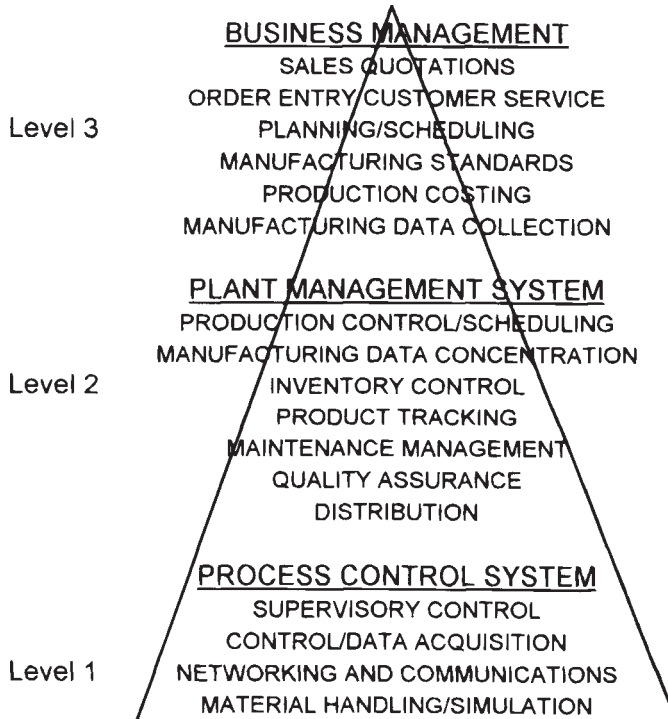 BUSINESS MANAGEMENT
SALES QUOTATIONS
ORDER ENTRY CUSTOMER SERVICE
Level 3 PLANNING/SCHEDULING
MANUFACTURING STANDARDS
PRODUCTION COSTING
MANUFACTURING DATA COLLECTION
PLANT MANAGEMENT SYSTEM
PRODUCTION CONTROL/SCHEDULING
MANUFACTURING DATA CONCENTRATION
Level 2 INVENTORY CONTROL
PRODUCT TRACKING
MAINTENANCE MANAGEMENT
QUALITY ASSURANCE
DISTRIBUTION
PROCESS CONTROL SYSTEM
SUPERVISORY CONTROL
CONTROL/DATA ACQUISITION
Level 1 NETWORKING AND COMMUNICATIONS
MATERIAL HANDLING/SIMULATION